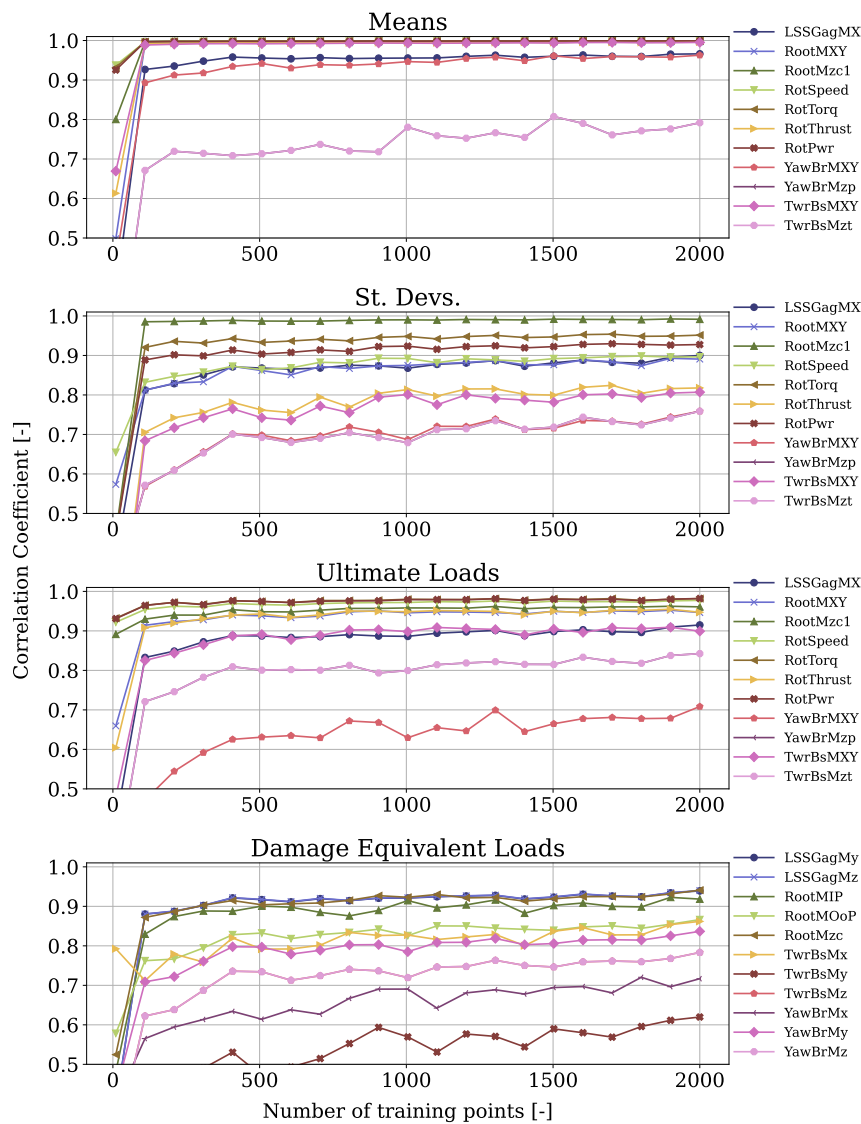 Means
1.0
0.9
0.8
0.7
0.6
0.5
0
500
1000
1500
2000
LSSGagMX
RootMXY
RootMzc1
RotSpeed
RotTorq
RotThrust
RotPwr
YawBrMXY
YawBrMzp
TwrBsMXY
TwrBsMzt
St. Devs.
1.0
0.9
0.8
0.7
0.6
0.5
0
500
1000
1500
2000
LSSGagMX
RootMXY
RootMzc1
RotSpeed
RotTorq
RotThrust
RotPwr
YawBrMXY
YawBrMzp
TwrBsMXY
TwrBsMzt
Correlation Coefficient [-]
Ultimate Loads
1.0
0.9
0.8
0.7
0.6
0.5
0
500
1000
1500
2000
LSSGagMX
RootMXY
RootMzc1
RotSpeed
RotTorq
RotThrust
RotPwr
YawBrMXY
YawBrMzp
TwrBsMXY
TwrBsMzt
Damage Equivalent Loads
1.0
0.9
0.8
0.7
0.6
0.5
0
500
1000
1500
2000
LSSGagMy
LSSGagMz
RootMIP
RootMOoP
RootMzc
TwrBsMx
TwrBsMy
TwrBsMz
YawBrMx
YawBrMy
YawBrMz
Number of training points [-]